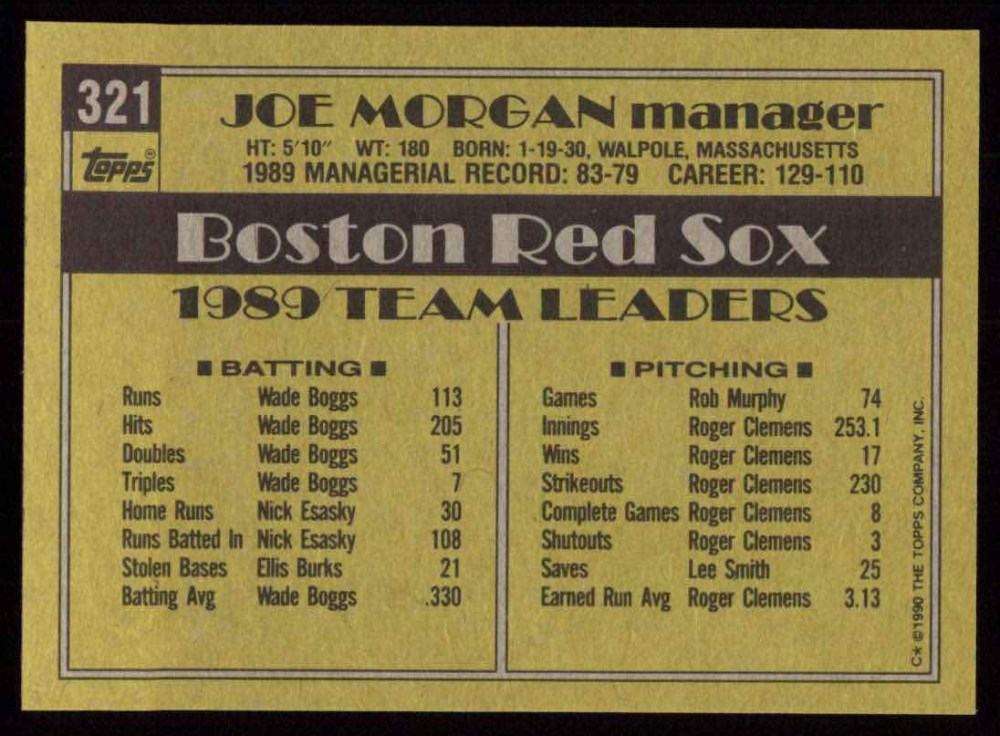 321
Topps®
JOE MORGAN manager
HT: 5'10" WT: 180 BORN: 1-19-30, WALPOLE, MASSACHUSETTS
1989 MANAGERIAL RECORD: 83-79 CAREER: 129-110
Boston Red Sox
1989 TEAM LEADERS
BATTING
Runs Wade Boggs 113
Hits Wade Boggs 205
Doubles Wade Boggs 51
Triples Wade Boggs 7
Home Runs Nick Esasky 30
Runs Batted In Nick Esasky 108
Stolen Bases Ellis Burks 21
Batting Avg Wade Boggs .330
PITCHING
Games Rob Murphy 74
Innings Roger Clemens 253.1
Wins Roger Clemens 17
Strikeouts Roger Clemens 230
Complete Games Roger Clemens 8
Shutouts Roger Clemens 3
Saves Lee Smith 25
Earned Run Avg Roger Clemens 3.13
C* © 1990 THE TOPPS COMPANY, INC.